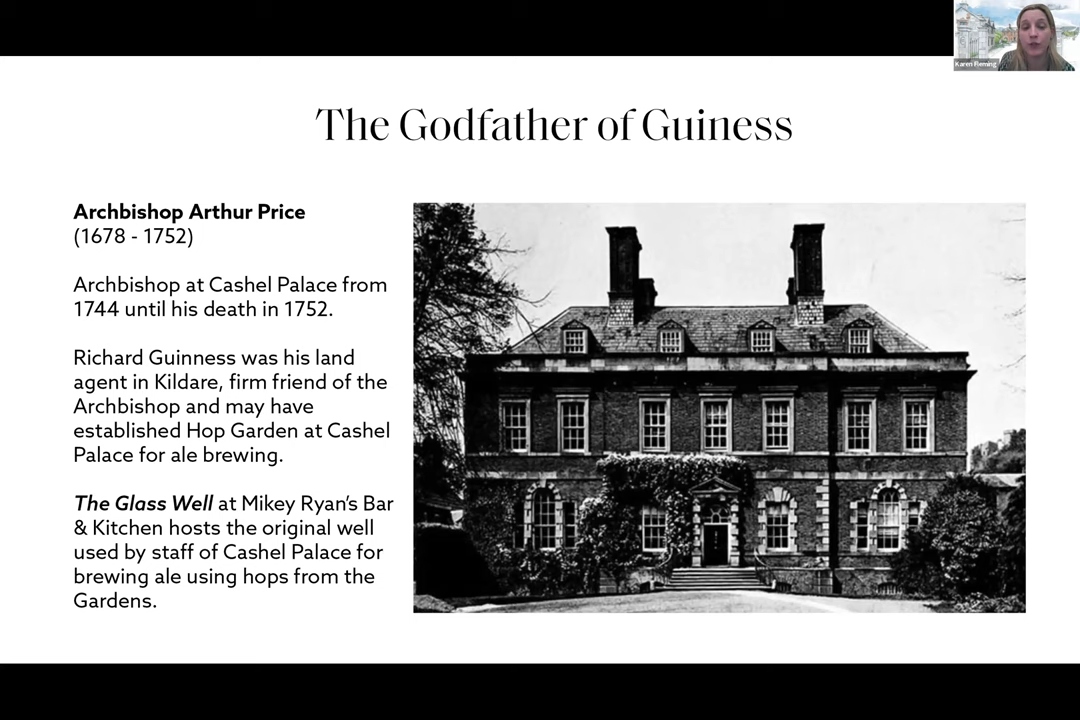 Karen Fleming
The Godfather of Guiness
Archbishop Arthur Price
(1678 - 1752)
Archbishop at Cashel Palace from
1744 until his death in 1752.
Richard Guinness was his land
agent in Kildare, firm friend of the
Archbishop and may have
established Hop Garden at Cashel
Palace for ale brewing.
The Glass Well at Mikey Ryan’s Bar
& Kitchen hosts the original well
used by staff of Cashel Palace for
brewing ale using hops from the
Gardens.